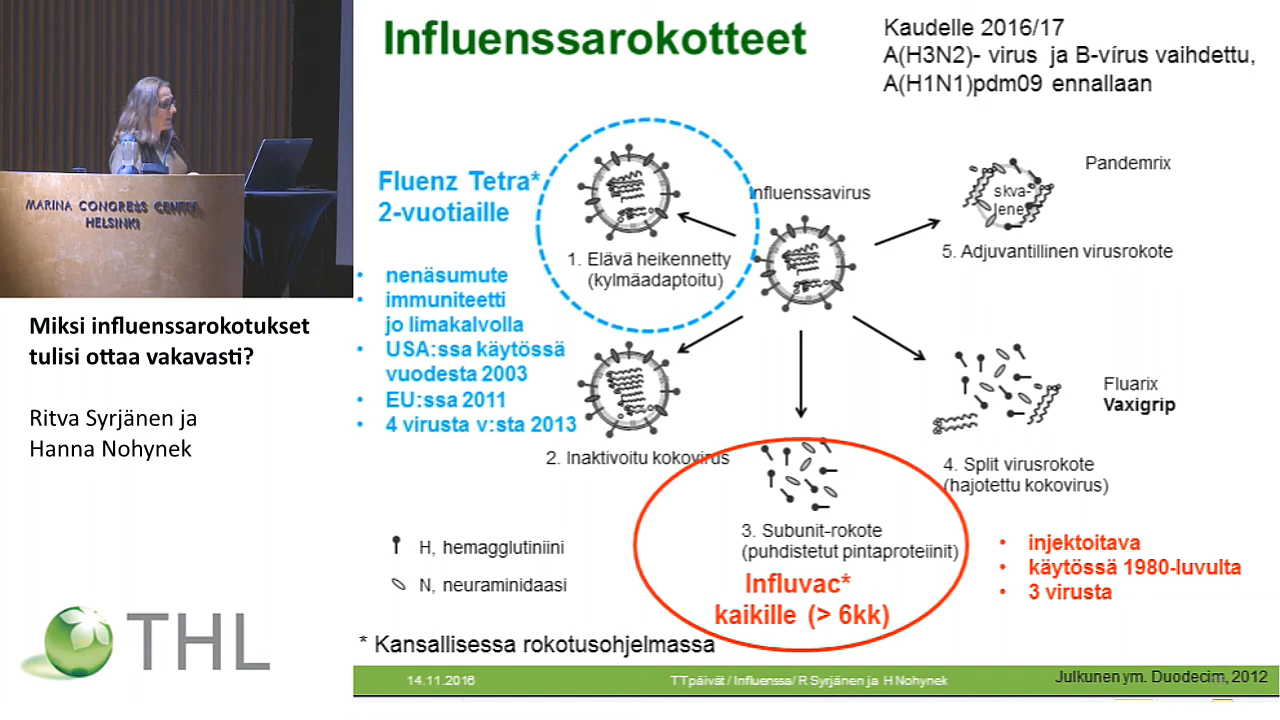 MARINA CONGRESS CENTER
HELSINKI
Miksi influenssarokotukset
tulisi ottaa vakavasti?
Ritva Syrjänen ja
Hanna Nohynek
THL
Influenssarokotteet
Kaudelle 2016/17
A(H3N2)- virus ja B-vírus vaihdettu,
A(H1N1)pdm09 ennallaan
Fluenz Tetra*
2-vuotiaille
• nenäsumute
• immuniteetti
jo limakalvolla
• USA:ssa käytössä
vuodesta 2003
• EU:ssa 2011
• 4 virusta v:sta 2013
1. Elävä heikennetty
(kylmäadaptoitu)
Influenssavirus
skva-
lene
Pandemrix
5. Adjuvantillinen virusrokote
2. Inaktivoitu kokovirus
Fluarix
Vaxigrip
4. Split virusrokote
(hajotettu kokovirus)
3. Subunit-rokote
(puhdistetut pintaproteiinit)
Influvac*
kaikille (> 6kk)
• injektoitava
• käytössä 1980-luvulta
• 3 virusta
H, hemagglutiniini
N, neuraminidaasi
* Kansallisessa rokotusohjelmassa
14.11.2016
TTpäivät / Influenssa/ R Syrjänen ja H Nohynek
Julkunen ym. Duodecim, 2012